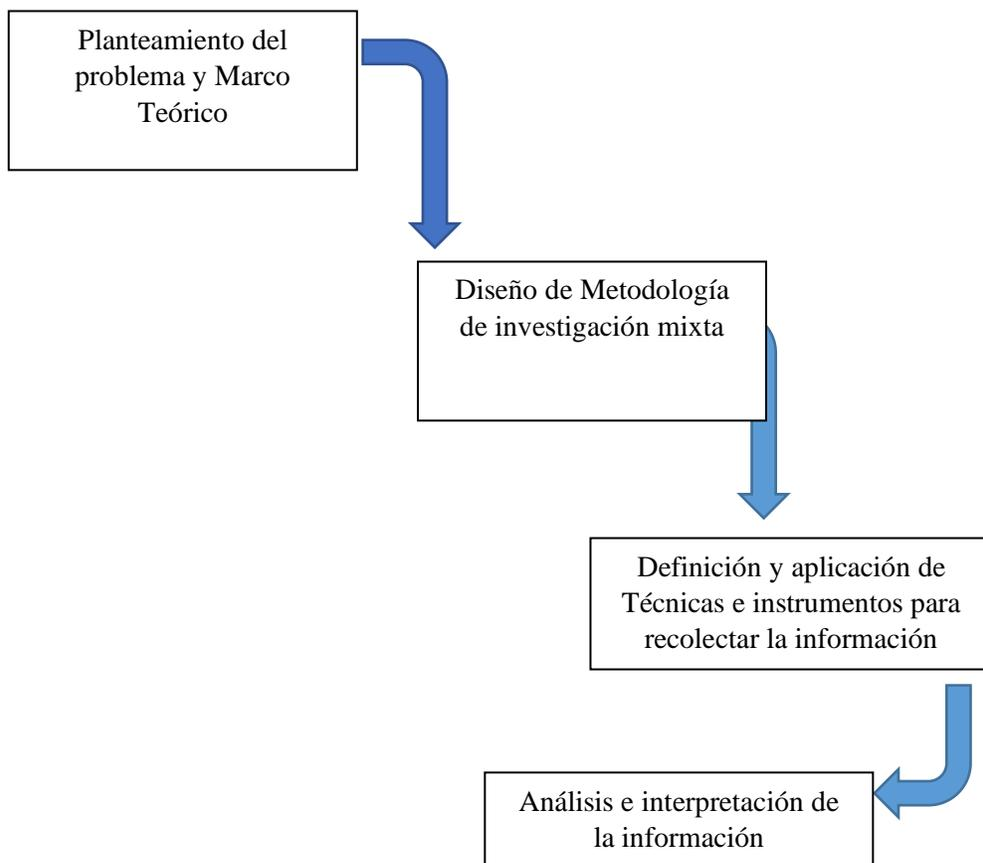 Planteamiento del
problema y Marco
Teórico
Diseño de Metodología
de investigación mixta
Definición y aplicación de
Técnicas e instrumentos para
recolectar la información
Análisis e interpretación de
la información